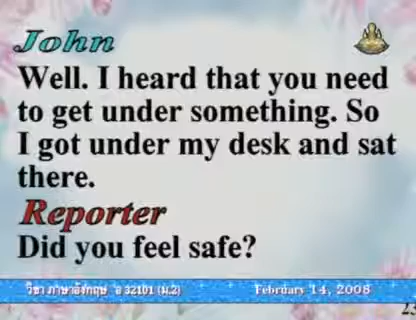 John
Well. I heard that you need
to get under something. So
I got under my desk and sat
there.
Reporter
Did you feel safe?
วิชา ภาษาอังกฤษ อ 32101 (ม.2) February 14, 2008